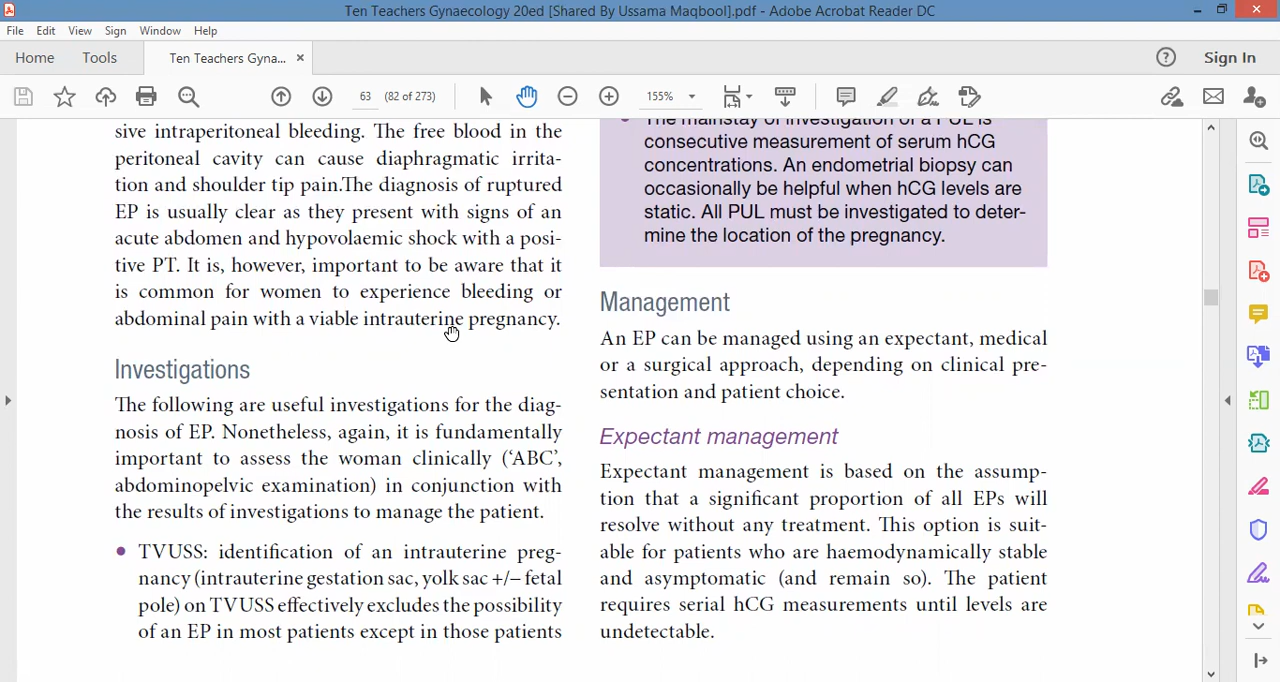 Ten Teachers Gynaecology 20ed [Shared By Ussama Maqbool].pdf - Adobe Acrobat Reader DC
File Edit View Sign Window Help
Home Tools Ten Teachers Gyna... × Sign In
63 (82 of 273) 155%
sive intraperitoneal bleeding. The free blood in the
peritoneal cavity can cause diaphragmatic irrita-
tion and shoulder tip pain.The diagnosis of ruptured
EP is usually clear as they present with signs of an
acute abdomen and hypovolaemic shock with a posi-
tive PT. It is, however, important to be aware that it
is common for women to experience bleeding or
abdominal pain with a viable intrauterine pregnancy.
Investigations
The following are useful investigations for the diag-
nosis of EP. Nonetheless, again, it is fundamentally
important to assess the woman clinically (‘ABC’,
abdominopelvic examination) in conjunction with
the results of investigations to manage the patient.
• TVUSS: identification of an intrauterine preg-
nancy (intrauterine gestation sac, yolk sac +/– fetal
pole) on TVUSS effectively excludes the possibility
of an EP in most patients except in those patients
• The mainstay of investigation of a PUL is
consecutive measurement of serum hCG
concentrations. An endometrial biopsy can
occasionally be helpful when hCG levels are
static. All PUL must be investigated to deter-
mine the location of the pregnancy.
Management
An EP can be managed using an expectant, medical
or a surgical approach, depending on clinical pre-
sentation and patient choice.
Expectant management
Expectant management is based on the assump-
tion that a significant proportion of all EPs will
resolve without any treatment. This option is suit-
able for patients who are haemodynamically stable
and asymptomatic (and remain so). The patient
requires serial hCG measurements until levels are
undetectable.